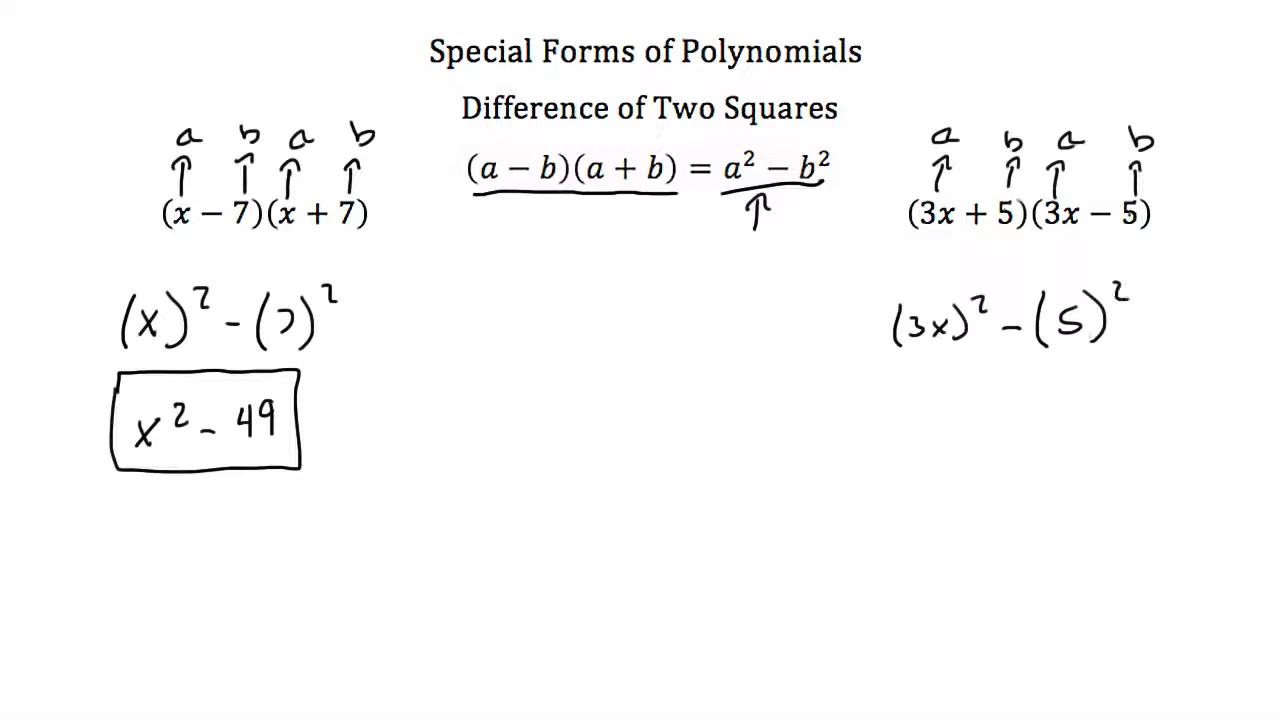 Special Forms of Polynomials
Difference of Two Squares
a b a b
(a − b)(a + b) = a² − b²
a b a b
(x − 7)(x + 7)
(3x + 5)(3x − 5)
(x)² - (7)²
(3x)² - (5)²
x² - 49